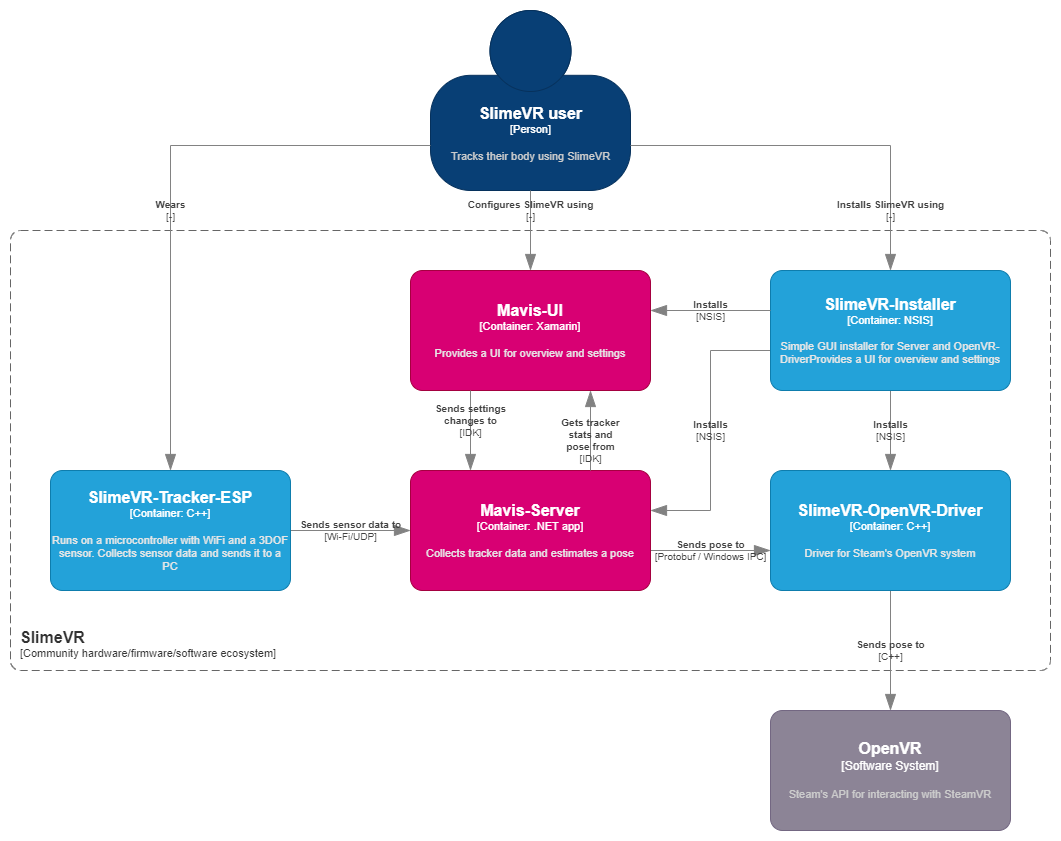 SlimeVR user
[Person]
Tracks their body using SlimeVR
Wears
[-]
Configures SlimeVR using
[-]
Installs SlimeVR using
[-]
Mavis-UI
[Container: Xamarin]
Provides a UI for overview and settings
Installs
[NSIS]
SlimeVR-Installer
[Container: NSIS]
Simple GUI installer for Server and OpenVR-
DriverProvides a UI for overview and settings
Sends settings
changes to
[IDK]
Gets tracker
stats and
pose from
[IDK]
Installs
[NSIS]
Installs
[NSIS]
SlimeVR-Tracker-ESP
[Container: C++]
Runs on a microcontroller with WiFi and a 3DOF
sensor. Collects sensor data and sends it to a
PC
Sends sensor data to
[Wi-Fi/UDP]
Mavis-Server
[Container: .NET app]
Collects tracker data and estimates a pose
Sends pose to
[Protobuf / Windows IPC]
SlimeVR-OpenVR-Driver
[Container: C++]
Driver for Steam's OpenVR system
SlimeVR
[Community hardware/firmware/software ecosystem]
Sends pose to
[C++]
OpenVR
[Software System]
Steam's API for interacting with SteamVR